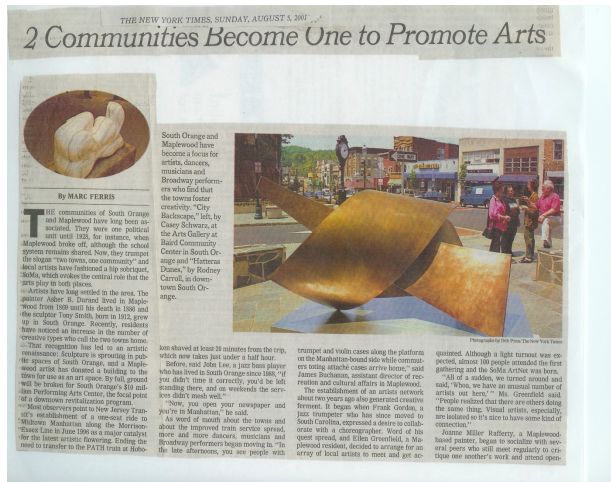 THE NEW YORK TIMES, SUNDAY, AUGUST 5, 2001
2 Communities Become One to Promote Arts
By MARC FERRIS
THE communities of South Orange
and Maplewood have long been as-
sociated. They were one political
unit until 1928, for instance, when
Maplewood broke off, although the school
system remains shared. Now, they trumpet
the slogan "two towns, one community" and
local artists have fashioned a hip sobriquet,
SoMa, which evokes the central role that the
arts play in both places.
Artists have long settled in the area. The
painter Asher B. Durand lived in Maple-
wood from 1869 until his death in 1886 and
the sculptor Tony Smith, born in 1912, grew
up in South Orange. Recently, residents
have noticed an increase in the number of
creative types who call the two towns home.
That recognition has led to an artistic
renaissance: Sculpture is sprouting in pub-
lic spaces of South Orange, and a Maple-
wood artist has donated a building to the
town for use as an art space. By fall, ground
will be broken for South Orange's $10 mil-
lion Performing Arts Center, the focal point
of a downtown revitalization program.
Most observers point to New Jersey Tran-
sit's establishment of a one-seat ride to
Midtown Manhattan along the Morrison-
Essex Line in June 1996 as a major catalyst
for the latest artistic flowering. Ending the
need to transfer to the PATH train at Hobo-
South Orange and
Maplewood have
become a focus for
artists, dancers,
musicians and
Broadway perform-
ers who find that
the towns foster
creativity. "City
Backscape," left, by
Casey Schwarz, at
the Arts Gallery at
Baird Community
Center in South Or-
ange and "Hatteras
Dunes," by Rodney
Carroll, in down-
town South Or-
ange.
ONE WAY
Photographs by The New York Times
ken shaved at least 20 minutes from the trip,
which now takes just under a half hour.
Before, said John Lee, a jazz bass player
who has lived in South Orange since 1988, "if
you didn't time it correctly, you'd be left
standing there, and on weekends the serv-
ices didn't mesh well."
"Now, you open your newspaper and
you're in Manhattan," he said.
As word of mouth about the towns and
about the improved train service spread,
more and more dancers, musicians and
Broadway performers began moving in. "In
the late afternoons, you see people with
trumpet and violin cases along the platform
on the Manhattan-bound side while commut-
ers toting attaché cases arrive home," said
James Buchanan, assistant director of rec-
reation and cultural affairs in Maplewood.
The establishment of an artists network
about two years ago also generated creative
ferment. It began when Frank Gordon, a
jazz trumpeter who has since moved to
South Carolina, expressed a desire to collab-
orate with a choreographer. Word of his
quest spread, and Ellen Greenfield, a Ma-
plewood resident, decided to arrange for an
array of local artists to meet and get ac-
quainted. Although a light turnout was ex-
pected, almost 100 people attended the first
gathering and the SoMa ArtNet was born.
"All of a sudden, we turned around and
said, 'Whoa, we have an unusual number of
artists out here,'" Ms. Greenfield said.
"People realized that there are others doing
the same thing. Visual artists, especially,
are isolated so it's nice to have some kind of
connection."
Joanne Miller Rafferty, a Maplewood-
based painter, began to socialize with sev-
eral peers who still meet regularly to cri-
tique one another's work and attend open-